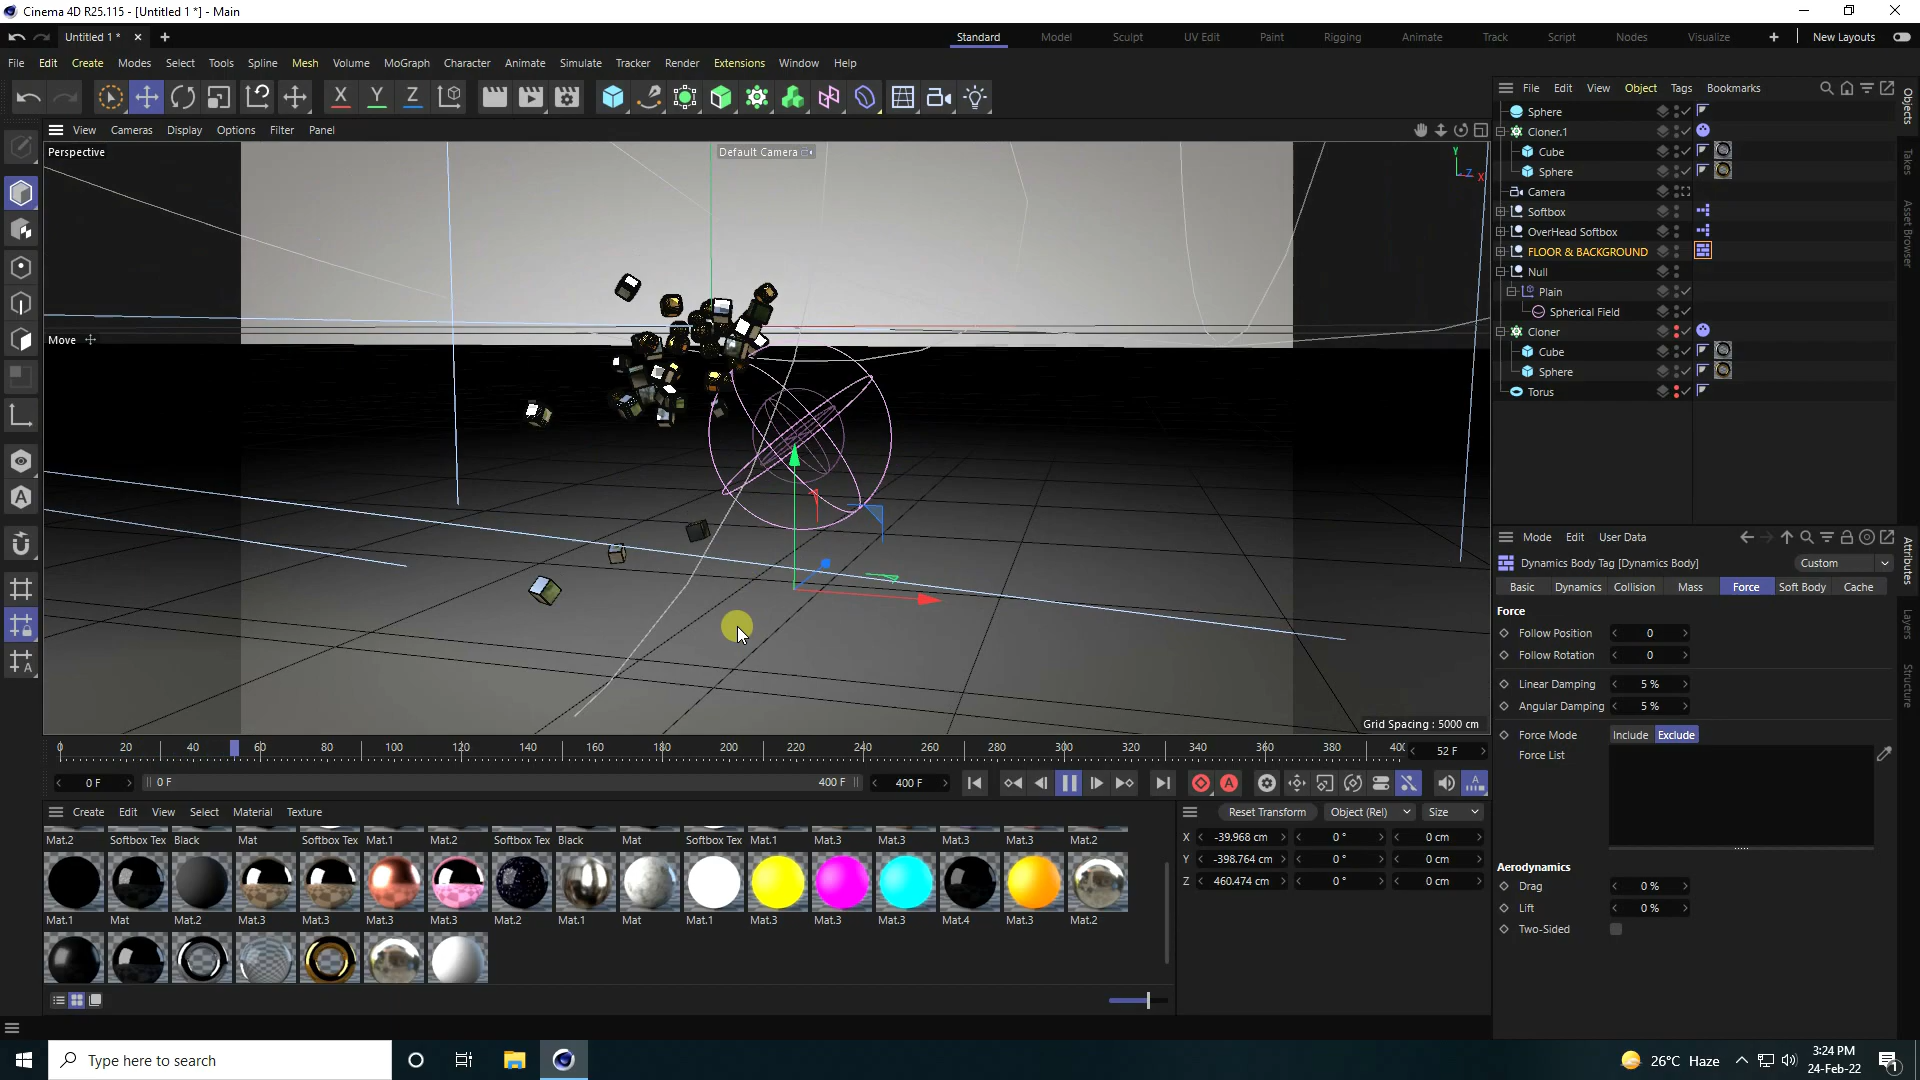 Cinema 4D R25.115 - [Untitled 1 *] - Main
Untitled 1 *
Standard Model Sculpt UV Edit Paint Rigging Animate Track Script Nodes Visualize New Layouts
File Edit Create Modes Select Tools Spline Mesh Volume MoGraph Character Animate Simulate Tracker Render Extensions Window Help
X Y Z
File Edit View Object Tags Bookmarks
View Cameras Display Options Filter Panel
Perspective
Default Camera
Y
Z
X
Move
Grid Spacing : 5000 cm
Sphere
Cloner.1
Cube
Sphere
Camera
Softbox
OverHead Softbox
FLOOR & BACKGROUND
Null
Plain
Spherical Field
Cloner
Cube
Sphere
Torus
Objects
Takes
Asset Browser
Mode Edit User Data
Dynamics Body Tag [Dynamics Body] Custom
Basic Dynamics Collision Mass Force Soft Body Cache
Force
Follow Position 0
Follow Rotation 0
Linear Damping 5 %
Angular Damping 5 %
Force Mode Include Exclude
Force List
Aerodynamics
Drag 0 %
Lift 0 %
Two-Sided
Attributes
Layers
Structure
0 20 40 60 80 100 120 140 160 180 200 220 240 260 280 300 320 340 360 380 40 52 F
0 F 0 F 400 F 400 F
Create Edit View Select Material Texture
Mat.2 Softbox Tex Black Mat Softbox Tex Mat.1 Mat.2 Softbox Tex Black Mat Softbox Tex Mat.1 Mat.3 Mat.3 Mat.3 Mat.3 Mat.2
Mat.1 Mat Mat.2 Mat.3 Mat.3 Mat.1 Mat.3 Mat.2 Mat.1 Mat Mat.1 Mat.3 Mat.3 Mat.3 Mat.4 Mat.3 Mat.2
Reset Transform Object (Rel) Size
X -39.968 cm 0 ° 0 cm
Y -398.764 cm 0 ° 0 cm
Z 460.474 cm 0 ° 0 cm
Type here to search
26°C Haze
3:24 PM
24-Feb-22
1